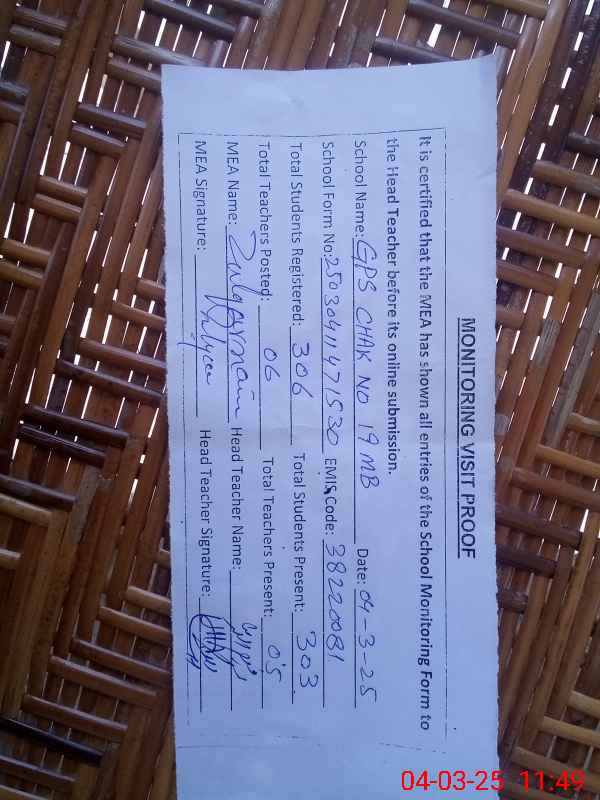 MONITORING VISIT PROOF
It is certified that the MEA has shown all entries of the School Monitoring Form to
the Head Teacher before its online submission.
School Name: GPS CHAK NO 19 MB Date: 04-3-25
School Form No: 25030411471530 EMIS Code: 38220081
Total Students Registered: 306 Total Students Present: 303
Total Teachers Posted: 06 Total Teachers Present: 05
MEA Name: Zulqarnain Head Teacher Name:
MEA Signature: Head Teacher Signature:
04-03-25 11:49